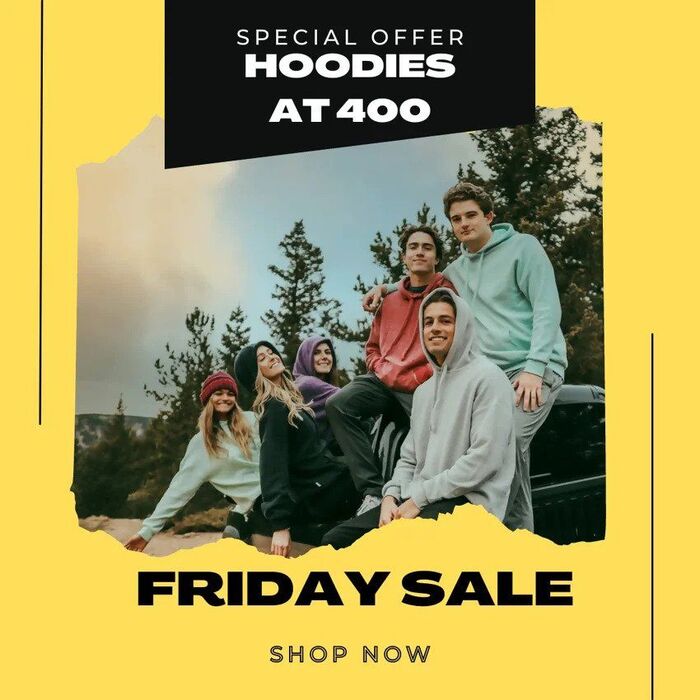 SPECIAL OFFER
HOODIES
AT 400
FRIDAY SALE
SHOP NOW